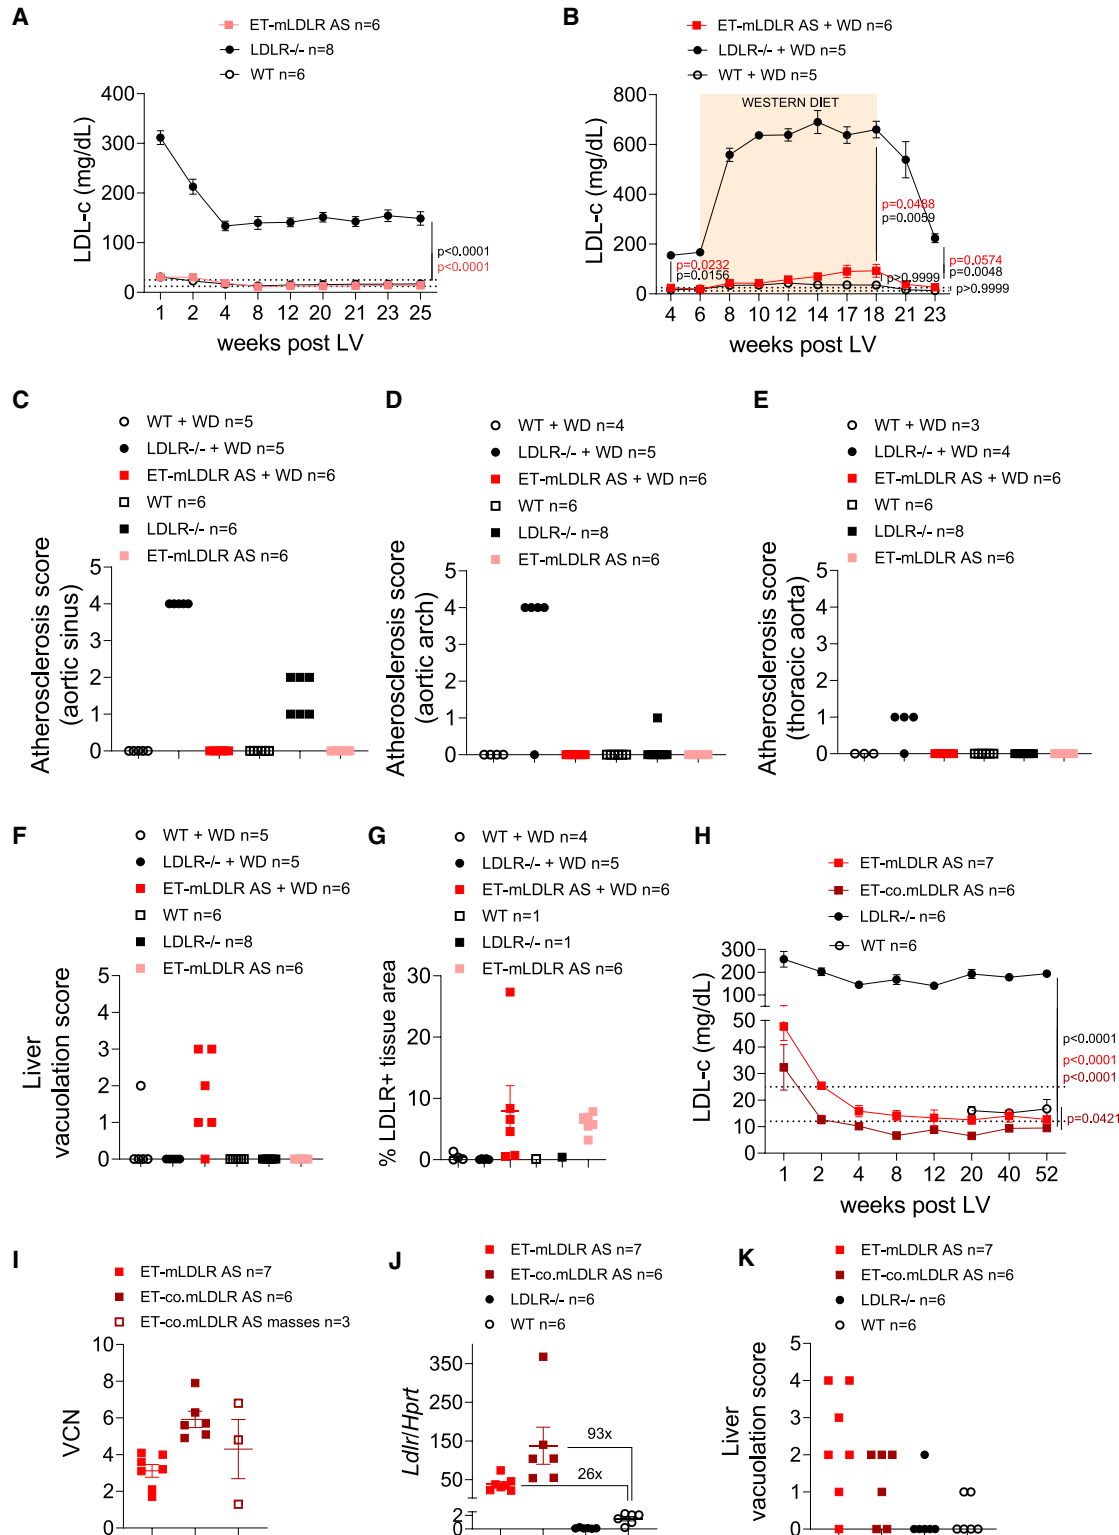 A
ET-mLDLR AS n=6
LDLR-/- n=8
WT n=6
LDL-c (mg/dL)
400
300
200
100
0
p<0.0001
p<0.0001
1 2 4 8 12 20 21 23 25
weeks post LV
B
ET-mLDLR AS + WD n=6
LDLR-/- + WD n=5
WT + WD n=5
LDL-c (mg/dL)
800
600
400
200
0
WESTERN DIET
p=0.0488
p=0.0059
p=0.0232
p=0.0156
p>0.9999
p=0.0574
p=0.0048
p>0.9999
4 6 8 10 12 14 17 18 21 23
weeks post LV
C
WT + WD n=5
LDLR-/- + WD n=5
ET-mLDLR AS + WD n=6
WT n=6
LDLR-/- n=6
ET-mLDLR AS n=6
Atherosclerosis score
(aortic sinus)
5
4
3
2
1
0
D
WT + WD n=4
LDLR-/- + WD n=5
ET-mLDLR AS + WD n=6
WT n=6
LDLR-/- n=8
ET-mLDLR AS n=6
Atherosclerosis score
(aortic arch)
5
4
3
2
1
0
E
WT + WD n=3
LDLR-/- + WD n=4
ET-mLDLR AS + WD n=6
WT n=6
LDLR-/- n=8
ET-mLDLR AS n=6
Atherosclerosis score
(thoracic aorta)
5
4
3
2
1
0
F
WT + WD n=5
LDLR-/- + WD n=5
ET-mLDLR AS + WD n=6
WT n=6
LDLR-/- n=8
ET-mLDLR AS n=6
Liver
vacuolation score
5
4
3
2
1
0
G
WT + WD n=4
LDLR-/- + WD n=5
ET-mLDLR AS + WD n=6
WT n=1
LDLR-/- n=1
ET-mLDLR AS n=6
% LDLR+ tissue area
30
20
10
0
H
ET-mLDLR AS n=7
ET-co.mLDLR AS n=6
LDLR-/- n=6
WT n=6
LDL-c (mg/dL)
300
200
100
50
40
30
20
10
0
p<0.0001
p<0.0001
p<0.0001
p=0.0421
1 2 4 8 12 20 40 52
weeks post LV
I
ET-mLDLR AS n=7
ET-co.mLDLR AS n=6
ET-co.mLDLR AS masses n=3
VCN
10
8
6
4
2
0
J
ET-mLDLR AS n=7
ET-co.mLDLR AS n=6
LDLR-/- n=6
WT n=6
Ldlr/Hprt
350
250
150
50
2
0
93x
26x
K
ET-mLDLR AS n=7
ET-co.mLDLR AS n=6
LDLR-/- n=6
WT n=6
Liver
vacuolation score
5
4
3
2
1
0